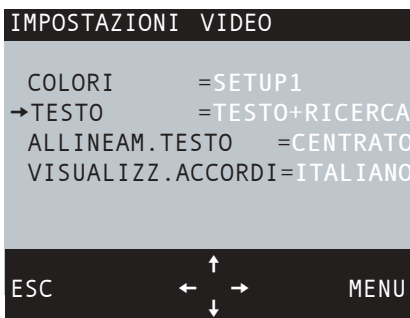 IMPOSTAZIONI VIDEO
COLORI =SETUP1
→TESTO =TESTO+RICERCA
ALLINEAM.TESTO =CENTRATO
VISUALIZZ.ACCORDI=ITALIANO
↑
ESC ← → MENU
↓